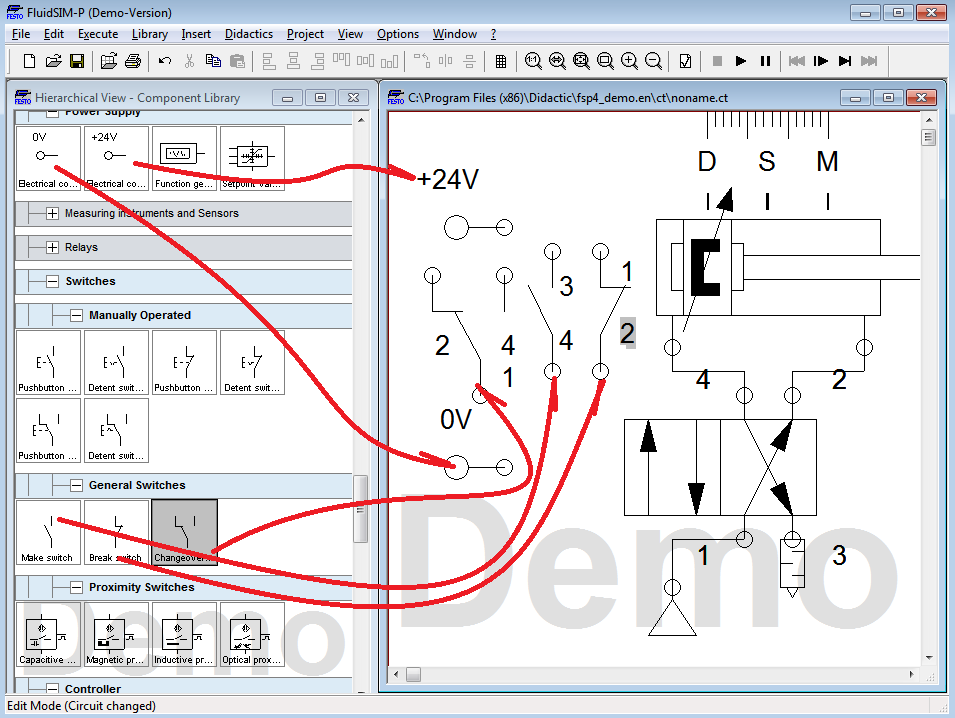 FluidSIM-P (Demo-Version)
File Edit Execute Library Insert Didactics Project View Options Window ?
FESTO Hierarchical View - Component Library
FESTO C:\Program Files (x86)\Didactic\fsp4_demo.en\ct\noname.ct
Power Supply
0V +24V
Electrical co... Electrical co... Function ge... Setpoint val...
Measuring Instruments and Sensors
Relays
Switches
Manually Operated
Pushbutton ... Detent swit... Pushbutton ... Detent swit...
Pushbutton ... Detent swit...
General Switches
Make switch Break switch Changeover...
Proximity Switches
Capacitive ... Magnetic pr... Inductive pr... Optical prox...
Controller
Demo
D S M
+24V
3 1
2 4 4 2
1
0V
4 2
1 3
Demo
Edit Mode (Circuit changed)